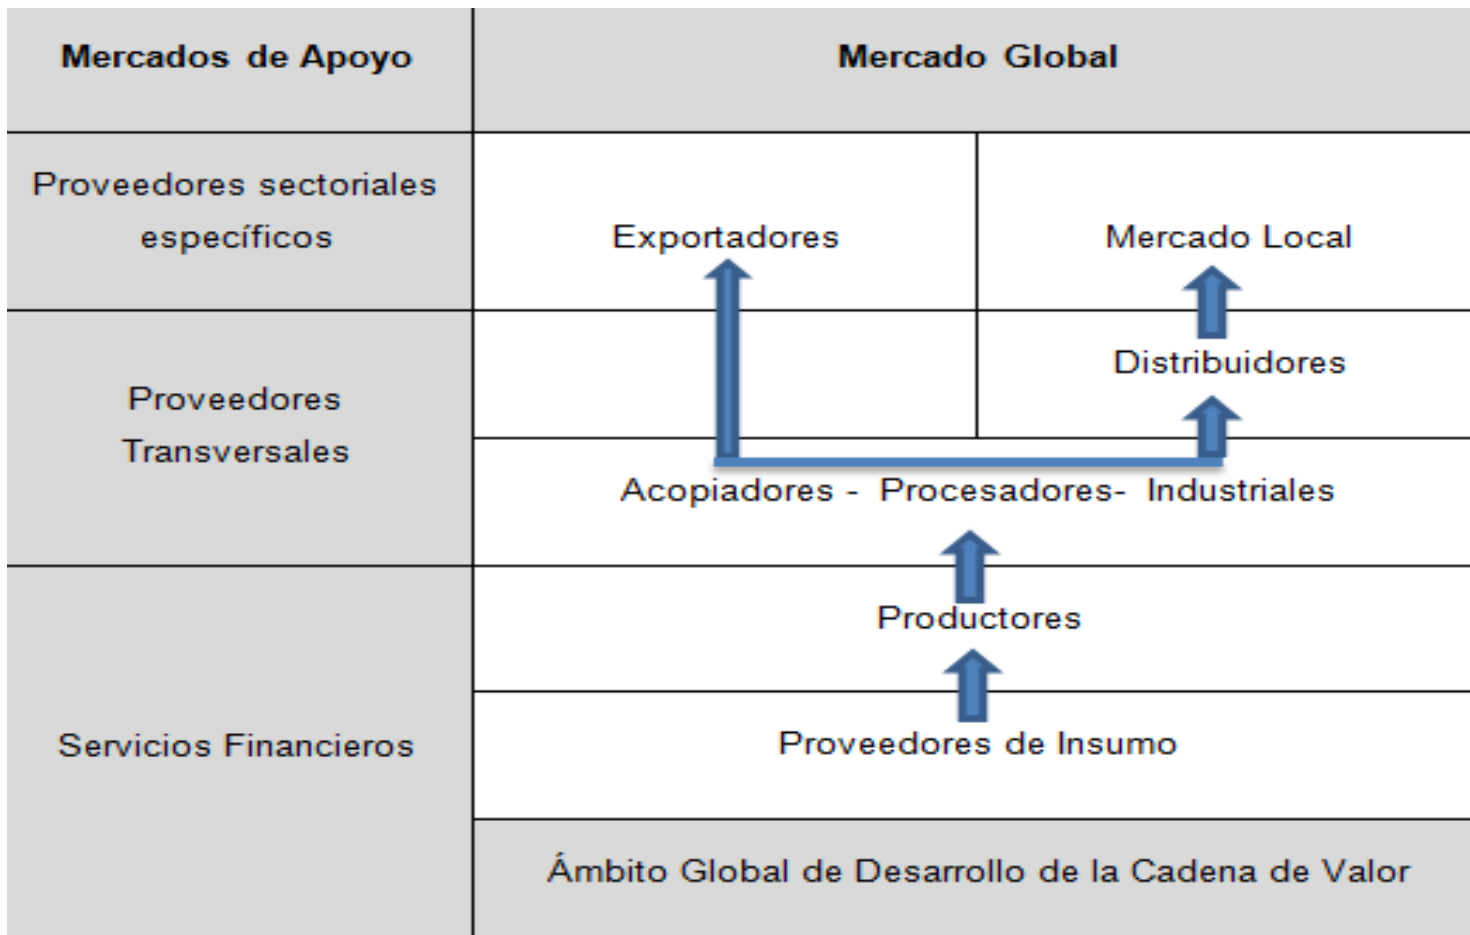 Mercados de Apoyo
Mercado Global
Proveedores sectoriales
específicos
Exportadores
Mercado Local
Distribuidores
Proveedores
Transversales
Acopiadores - Procesadores- Industriales
Productores
Servicios Financieros
Proveedores de Insumo
Ámbito Global de Desarrollo de la Cadena de Valor